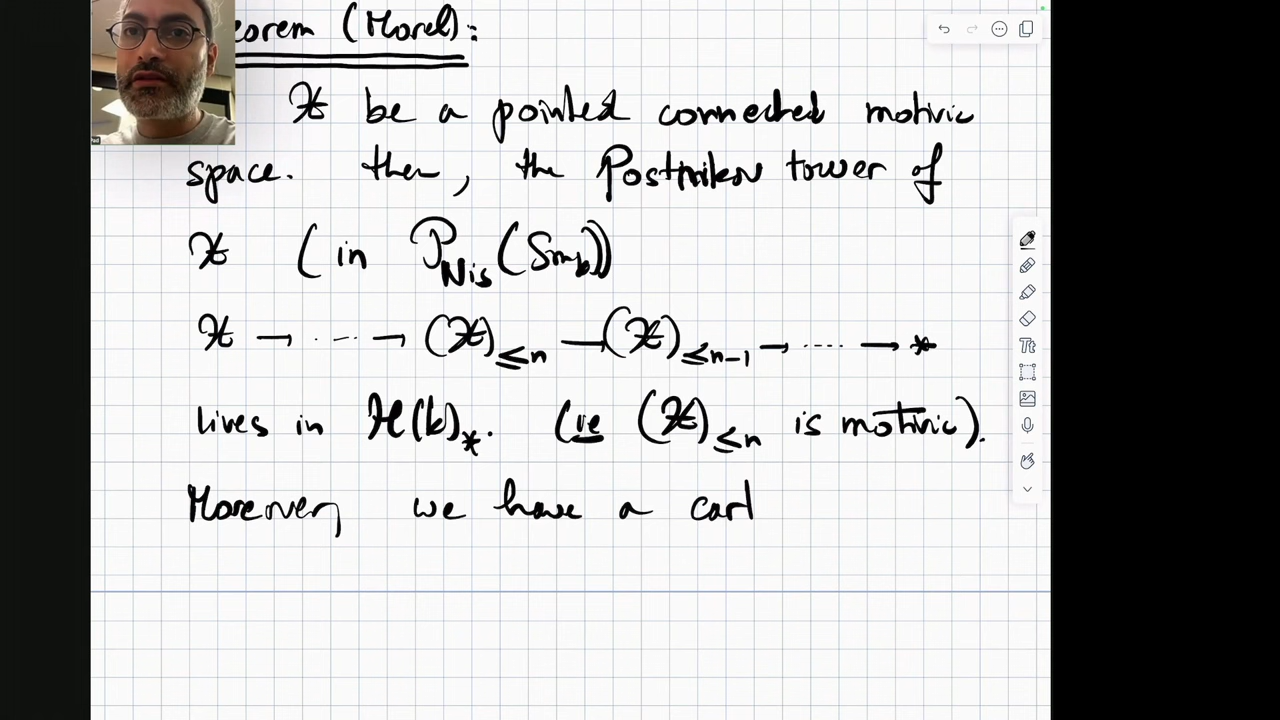 eorem (Morel):
𝒳 be a pointed connected motivic
space. then, the Postnikov tower of
𝒳 (in 𝒫_Nis(Sm_k))
𝒳 → ... → (𝒳)_≤n → (𝒳)_≤n-1 → .... → *
lives in ℋ(k)_*. (ie (𝒳)_≤n is motivic).
Moreover, we have a cart